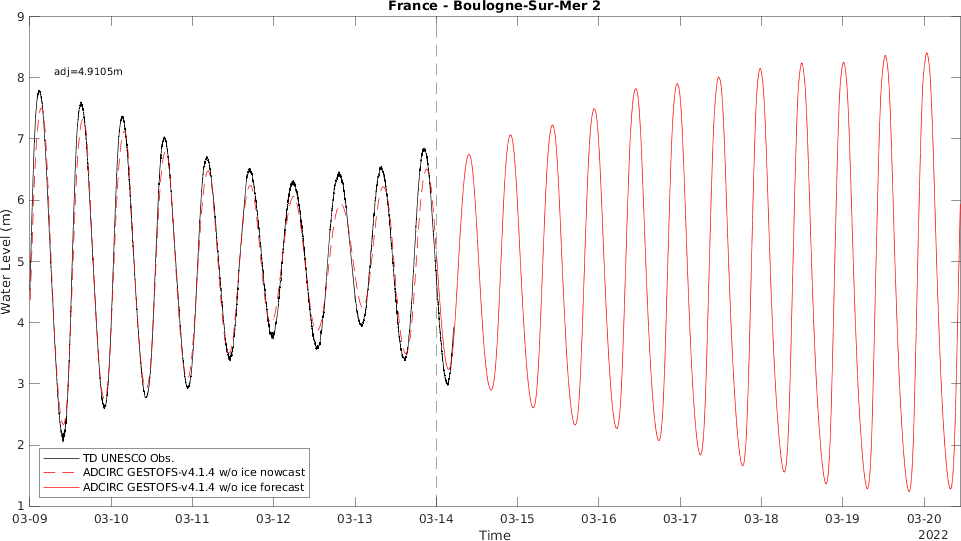 France - Boulogne-Sur-Mer 2
9
8
7
6
5
4
3
2
1
Water Level (m)
adj=4.9105m
TD UNESCO Obs.
ADCIRC GESTOFS-v4.1.4 w/o ice nowcast
ADCIRC GESTOFS-v4.1.4 w/o ice forecast
03-09 03-10 03-11 03-12 03-13 03-14 03-15 03-16 03-17 03-18 03-19 03-20
Time
2022